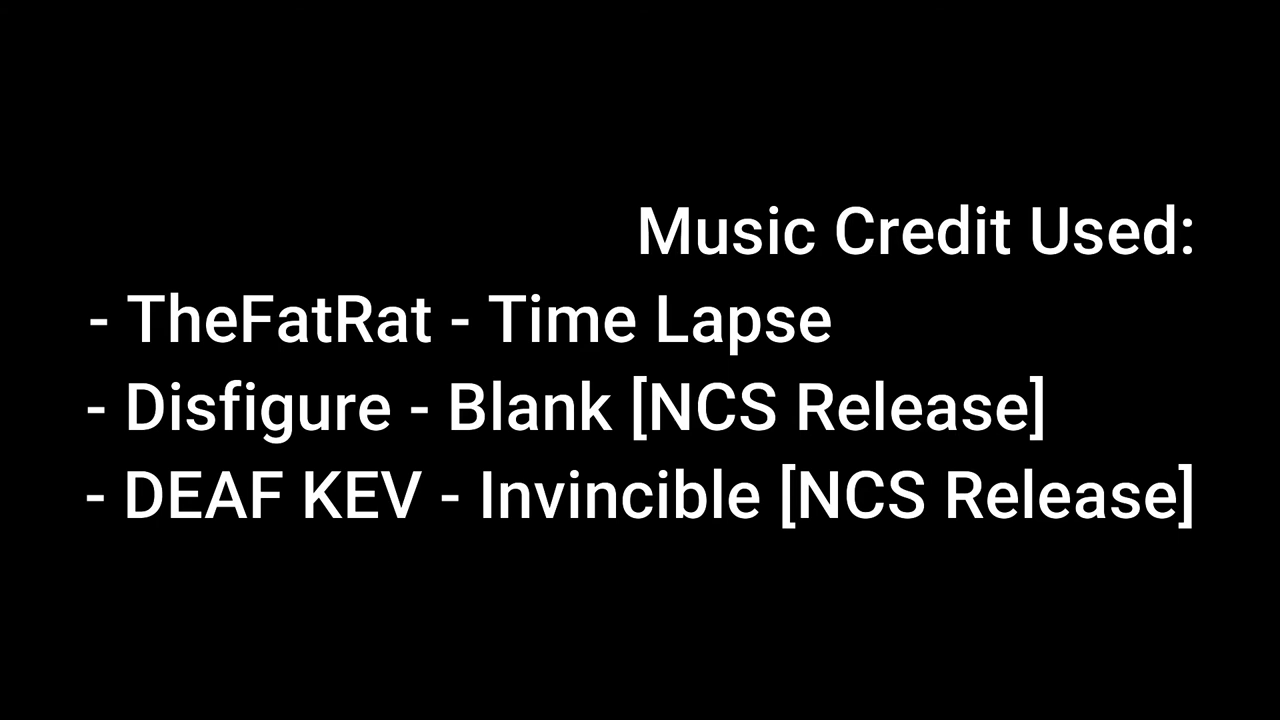 Music Credit Used:
- TheFatRat - Time Lapse
- Disfigure - Blank [NCS Release]
- DEAF KEV - Invincible [NCS Release]